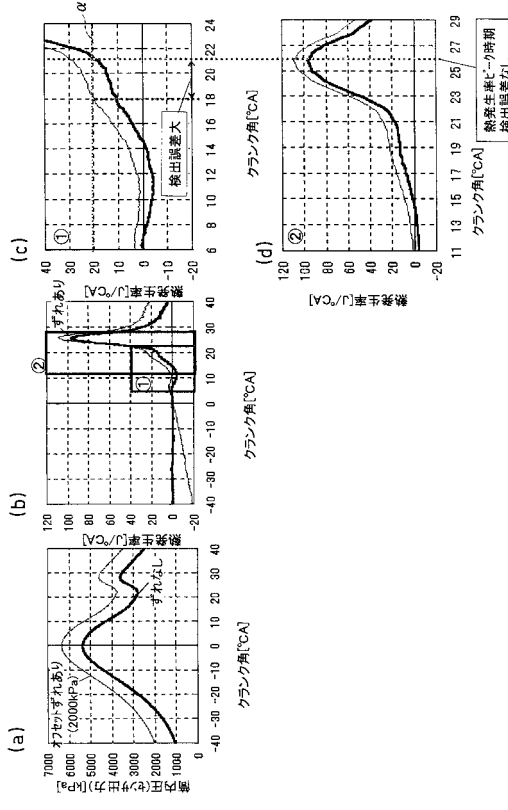 (a)
筒内圧(センサ出力)[kPa]
7000
6000
5000
4000
3000
2000
1000
0
オフセットずれあり
(2000kPa)
ずれなし
-40 -30 -20 -10 0 10 20 30 40
クランク角[°CA]
(b)
熱発生率[J/°CA]
120
100
80
60
40
20
0
-20
②
ずれあり
①
-40 -30 -20 -10 0 10 20 30 40
クランク角[°CA]
(c)
熱発生率[J/°CA]
40
30
20
10
0
-10
-20
①
α
検出誤差大
6 8 10 12 14 16 18 20 22 24
クランク角[°CA]
(d)
熱発生率[J/°CA]
120
100
80
60
40
20
0
-20
②
11 13 15 17 19 21 23 25 27 29
クランク角[°CA]
熱発生率ピーク時期
検出誤差なし